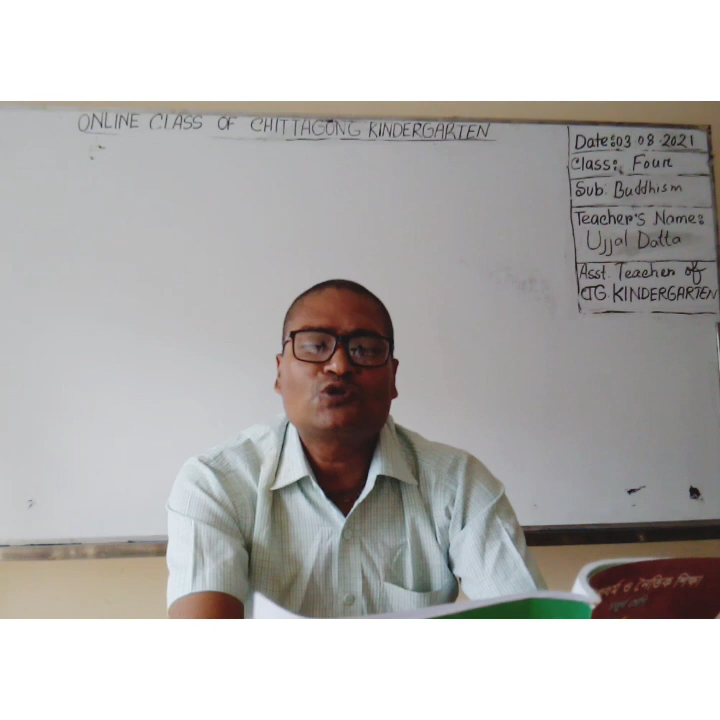 ONLINE CLASS OF CHITTAGONG KINDERGARTEN
Date:03.08.2021
Class: Four
Sub: Buddhism
Teacher's Name:
Ujjal Datta
Asst. Teacher of
CTG. KINDERGARTEN
ও নৈতিক শিক্ষা